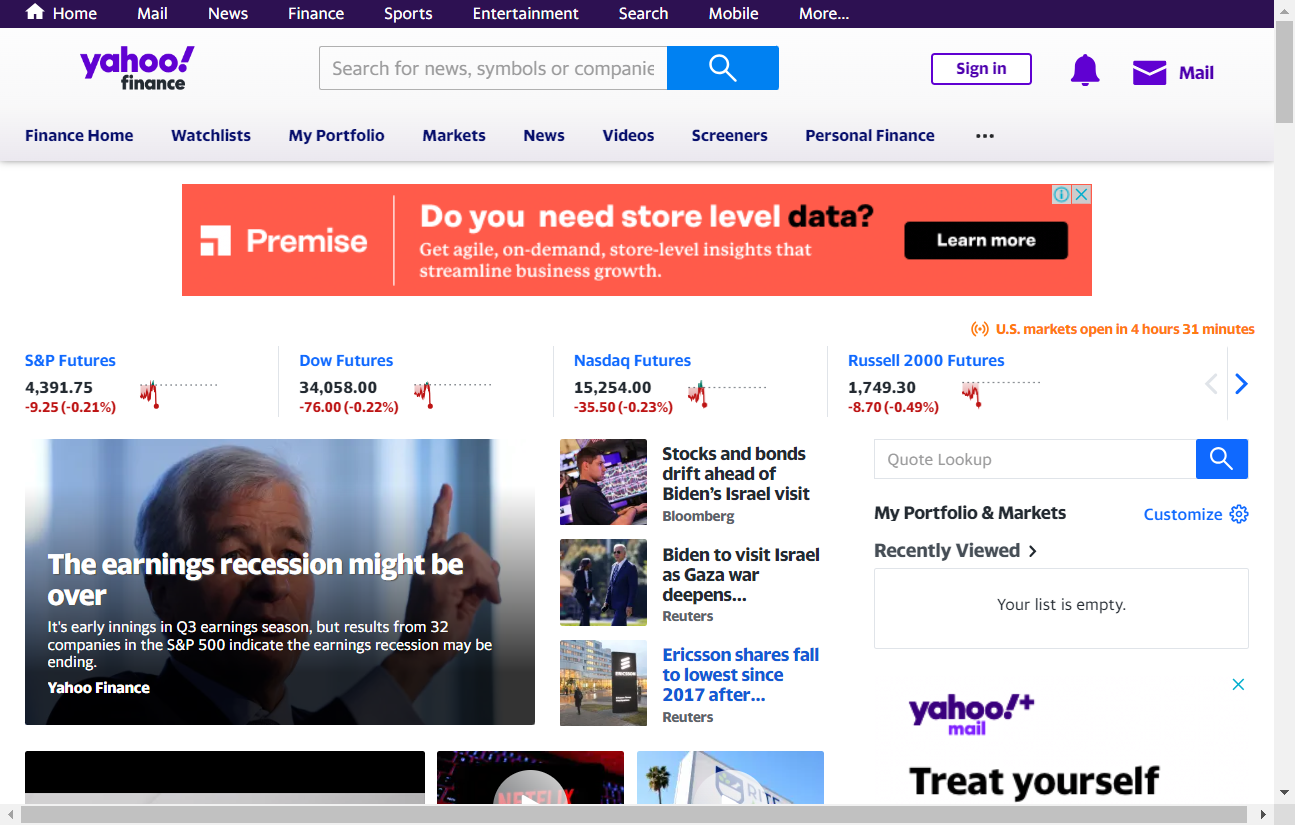 Home Mail News Finance Sports Entertainment Search Mobile More...
yahoo!
finance
Search for news, symbols or companie
Sign in
Mail
Finance Home Watchlists My Portfolio Markets News Videos Screeners Personal Finance ...
Premise
Do you need store level data?
Get agile, on-demand, store-level insights that
streamline business growth.
Learn more
U.S. markets open in 4 hours 31 minutes
S&P Futures
4,391.75
-9.25 (-0.21%)
Dow Futures
34,058.00
-76.00 (-0.22%)
Nasdaq Futures
15,254.00
-35.50 (-0.23%)
Russell 2000 Futures
1,749.30
-8.70 (-0.49%)
The earnings recession might be
over
It's early innings in Q3 earnings season, but results from 32
companies in the S&P 500 indicate the earnings recession may be
ending.
Yahoo Finance
Stocks and bonds
drift ahead of
Biden’s Israel visit
Bloomberg
Biden to visit Israel
as Gaza war
deepens...
Reuters
ERICSSON
Ericsson shares fall
to lowest since
2017 after...
Reuters
Quote Lookup
My Portfolio & Markets
Customize
Recently Viewed
Your list is empty.
yahoo!+
mail
Treat yourself
NETFLIX
RITE